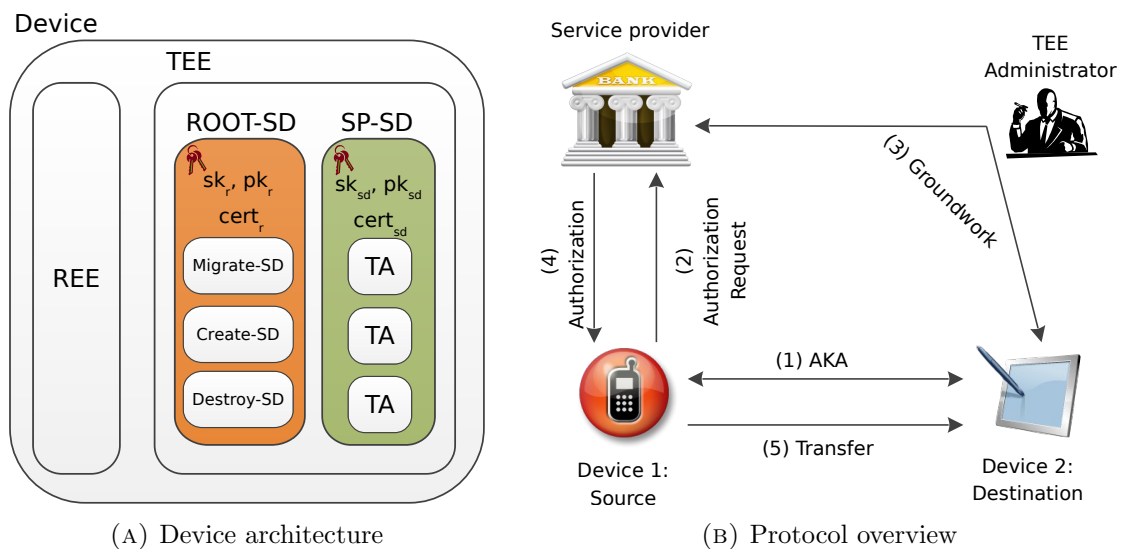 Device
TEE
REE
ROOT-SD
sk_r, pk_r
cert_r
Migrate-SD
Create-SD
Destroy-SD
SP-SD
sk_sd, pk_sd
cert_sd
TA
TA
TA
(A) Device architecture
Service provider
BANK
TEE
Administrator
(3) Groundwork
(4)
Authorization
(2)
Authorization
Request
(1) AKA
(5) Transfer
Device 1:
Source
Device 2:
Destination
(B) Protocol overview